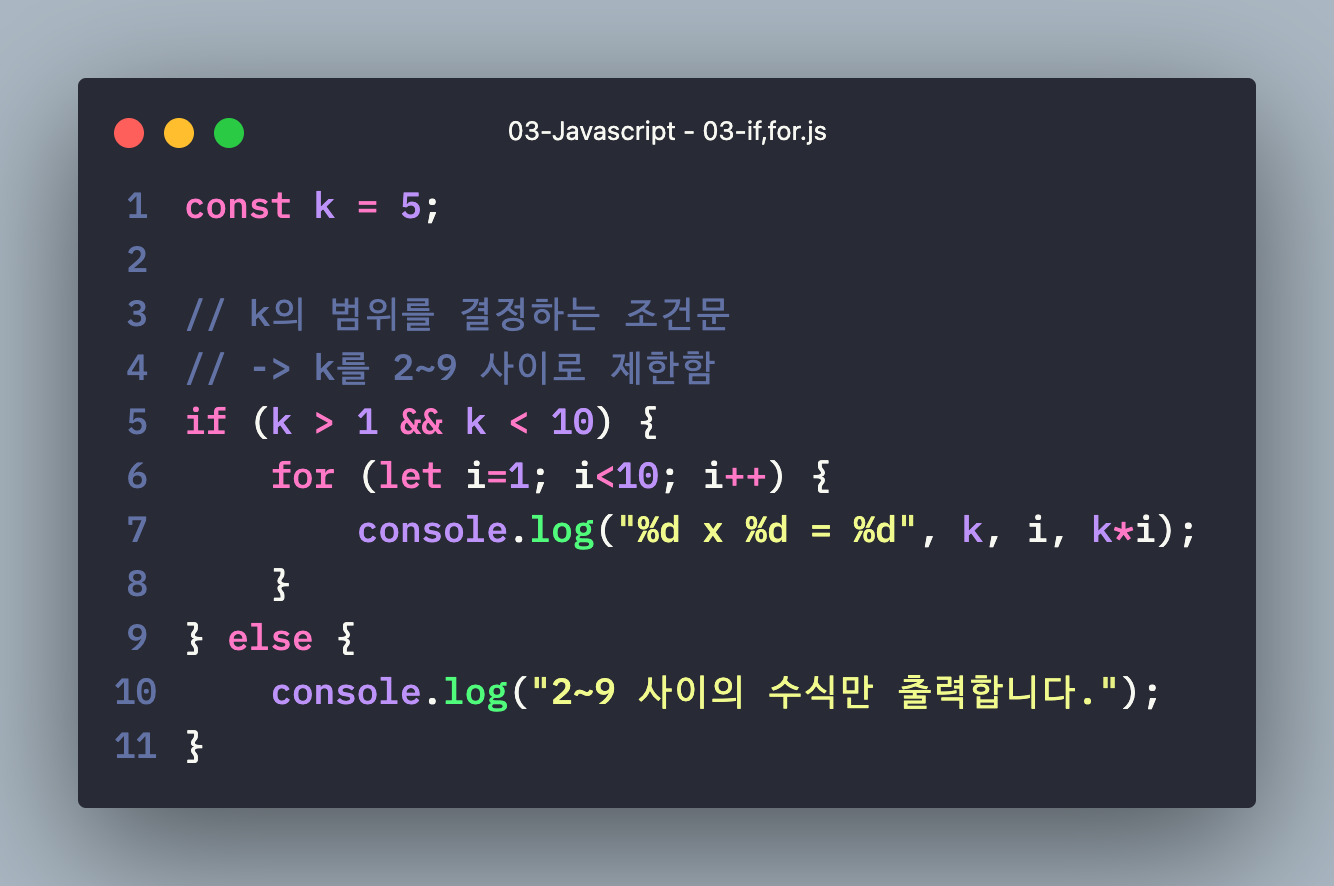 03-Javascript - 03-if,for.js
1 const k = 5;
2
3 // k의 범위를 결정하는 조건문
4 // -> k를 2~9 사이로 제한함
5 if (k > 1 && k < 10) {
6     for (let i=1; i<10; i++) {
7         console.log("%d x %d = %d", k, i, k*i);
8     }
9 } else {
10     console.log("2~9 사이의 수식만 출력합니다.");
11 }